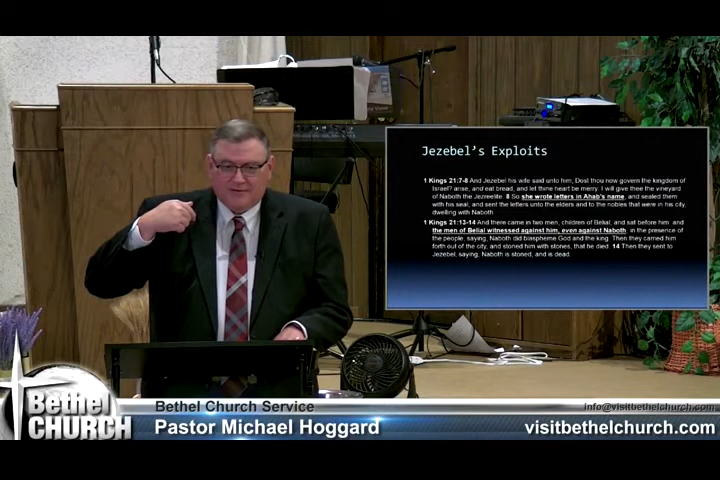 Jezebel's Exploits
1 Kings 21:7-8 And Jezebel his wife said unto him, Dost thou now govern the kingdom of
Israel? arise, and eat bread, and let thine heart be merry. I will give thee the vineyard
of Naboth the Jezreelite. 8 So she wrote letters in Ahab's name, and sealed them
with his seal, and sent the letters unto the elders and to the nobles that were in his city,
dwelling with Naboth
1 Kings 21:13-14 And there came in two men, children of Belial, and sat before him: and
the men of Belial witnessed against him, even against Naboth, in the presence of
the people, saying, Naboth did blaspheme God and the king. Then they carried him
forth out of the city, and stoned him with stones, that he died. 14 Then they sent to
Jezebel, saying, Naboth is stoned, and is dead.
Bethel
CHURCH
Bethel Church Service
info@visitbethelchurch.com
Pastor Michael Hoggard
visitbethelchurch.com